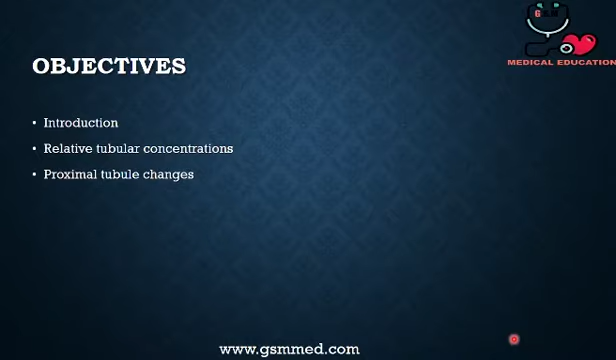 MEDICAL EDUCATION
OBJECTIVES
• Introduction
• Relative tubular concentrations
• Proximal tubule changes
www.gsmmed.com